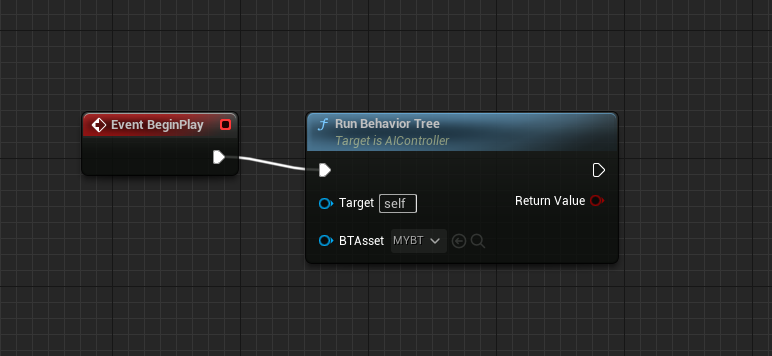 Event BeginPlay
Run Behavior Tree
Target is AIController
Target self
Return Value
BTAsset MYBT